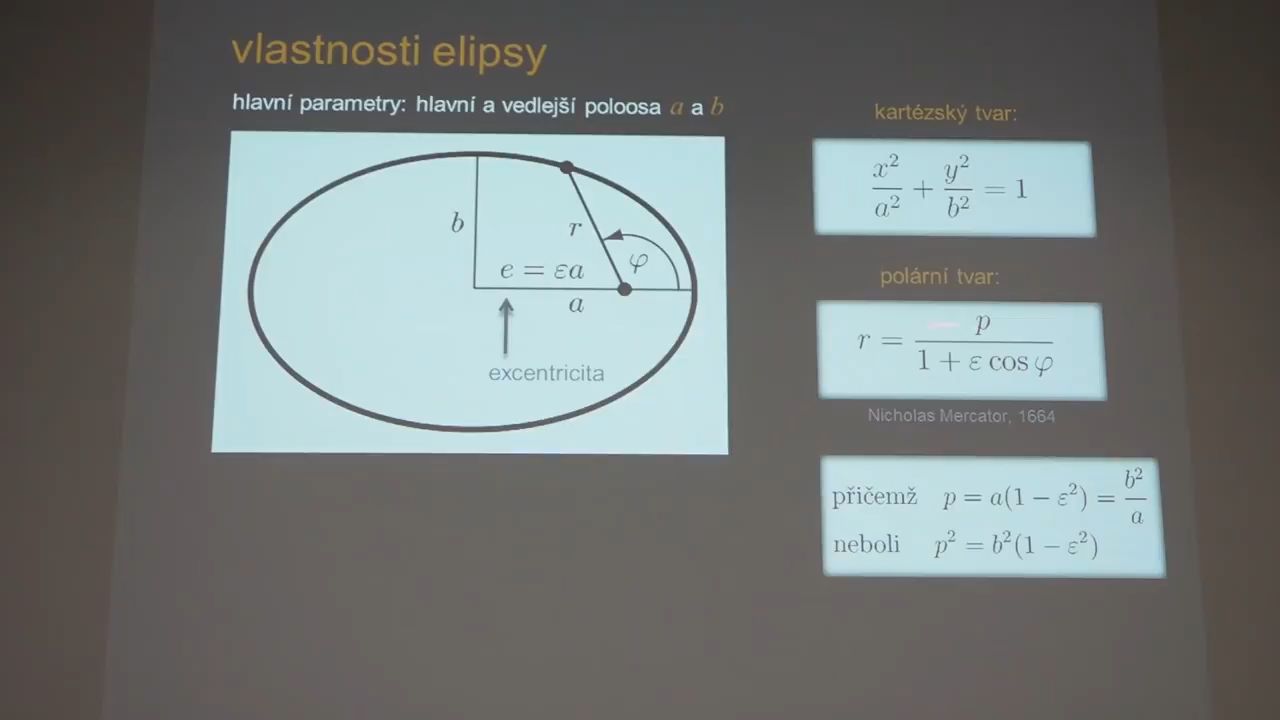 vlastnosti elipsy
hlavní parametry: hlavní a vedlejší poloosa a a b
b
r
φ
e = εa
a
excentricita
kartézský tvar:
x²/a² + y²/b² = 1
polární tvar:
r = p/(1 + ε cos φ)
Nicholas Mercator, 1664
přičemž p = a(1 − ε²) = b²/a
neboli p² = b²(1 − ε²)